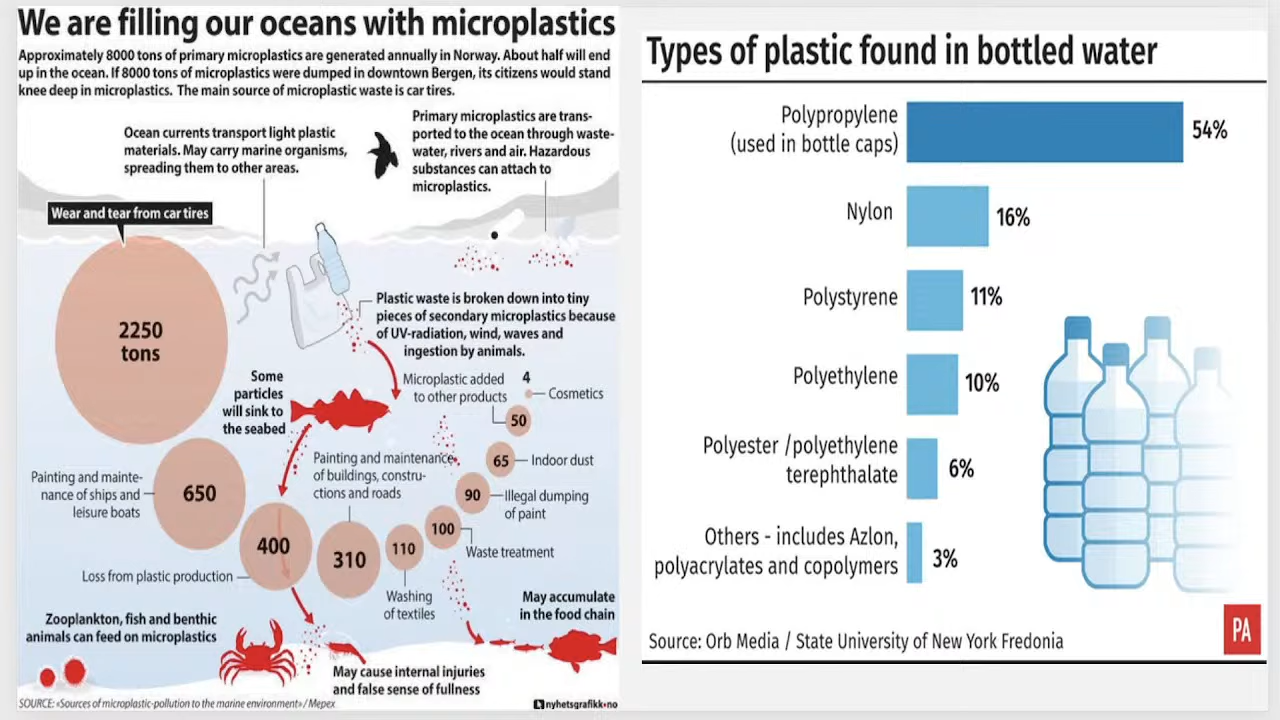 We are filling our oceans with microplastics
Approximately 8000 tons of primary microplastics are generated annually in Norway. About half will end
up in the ocean. If 8000 tons of microplastics were dumped in downtown Bergen, its citizens would stand
knee deep in microplastics. The main source of microplastic waste is car tires.
Ocean currents transport light plastic
materials. May carry marine organisms,
spreading them to other areas.
Primary microplastics are trans-
ported to the ocean through waste-
water, rivers and air. Hazardous
substances can attach to
microplastics.
Wear and tear from car tires
2250
tons
Plastic waste is broken down into tiny
pieces of secondary microplastics because
of UV-radiation, wind, waves and
ingestion by animals.
Some
particles
will sink to
the seabed
Microplastic added
to other products
4
Cosmetics
50
65
Indoor dust
Painting and maintenance
of buildings, constru-
ctions and roads
90
Illegal dumping
of paint
Painting and mainte-
nance of ships and
leisure boats
650
400
310
110
100
Waste treatment
Loss from plastic production
Washing
of textiles
May accumulate
in the food chain
Zooplankton, fish and benthic
animals can feed on microplastics
May cause internal injuries
and false sense of fullness
SOURCE: «Sources of microplastic-pollution to the marine environment» / Mepex
nyhetsgrafikk.no
Types of plastic found in bottled water
Polypropylene
(used in bottle caps)
54%
Nylon
16%
Polystyrene
11%
Polyethylene
10%
Polyester /polyethylene
terephthalate
6%
Others - includes Azlon,
polyacrylates and copolymers
3%
Source: Orb Media / State University of New York Fredonia
PA